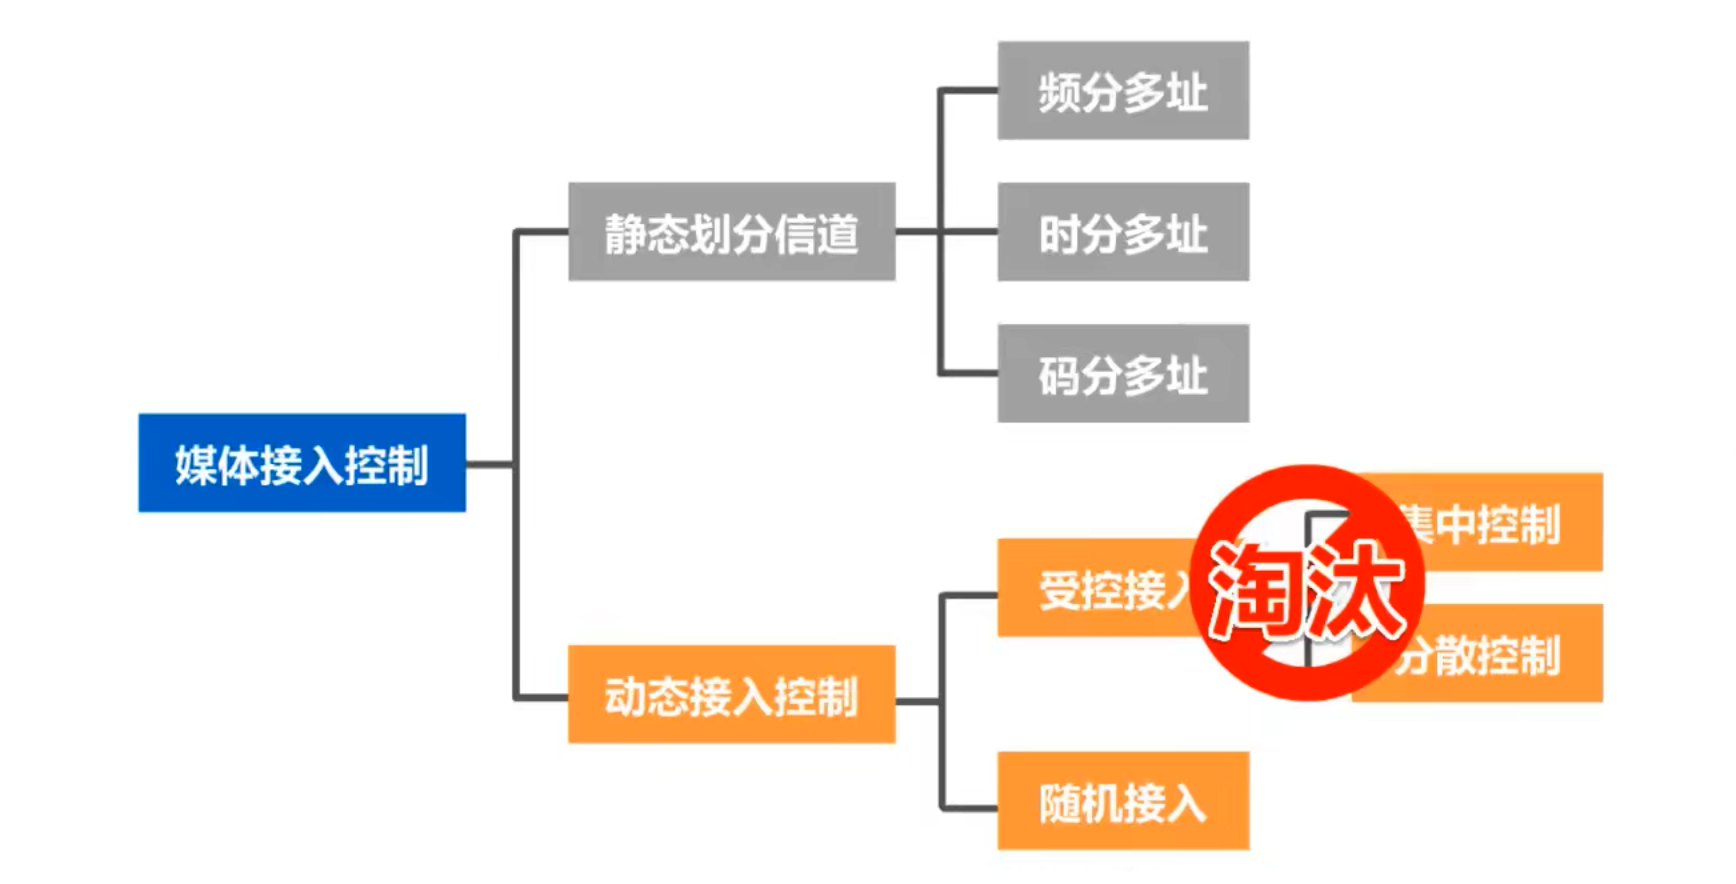 频分多址
静态划分信道
时分多址
码分多址
媒体接入控制
集中控制
受控接入
淘汰
分散控制
动态接入控制
随机接入